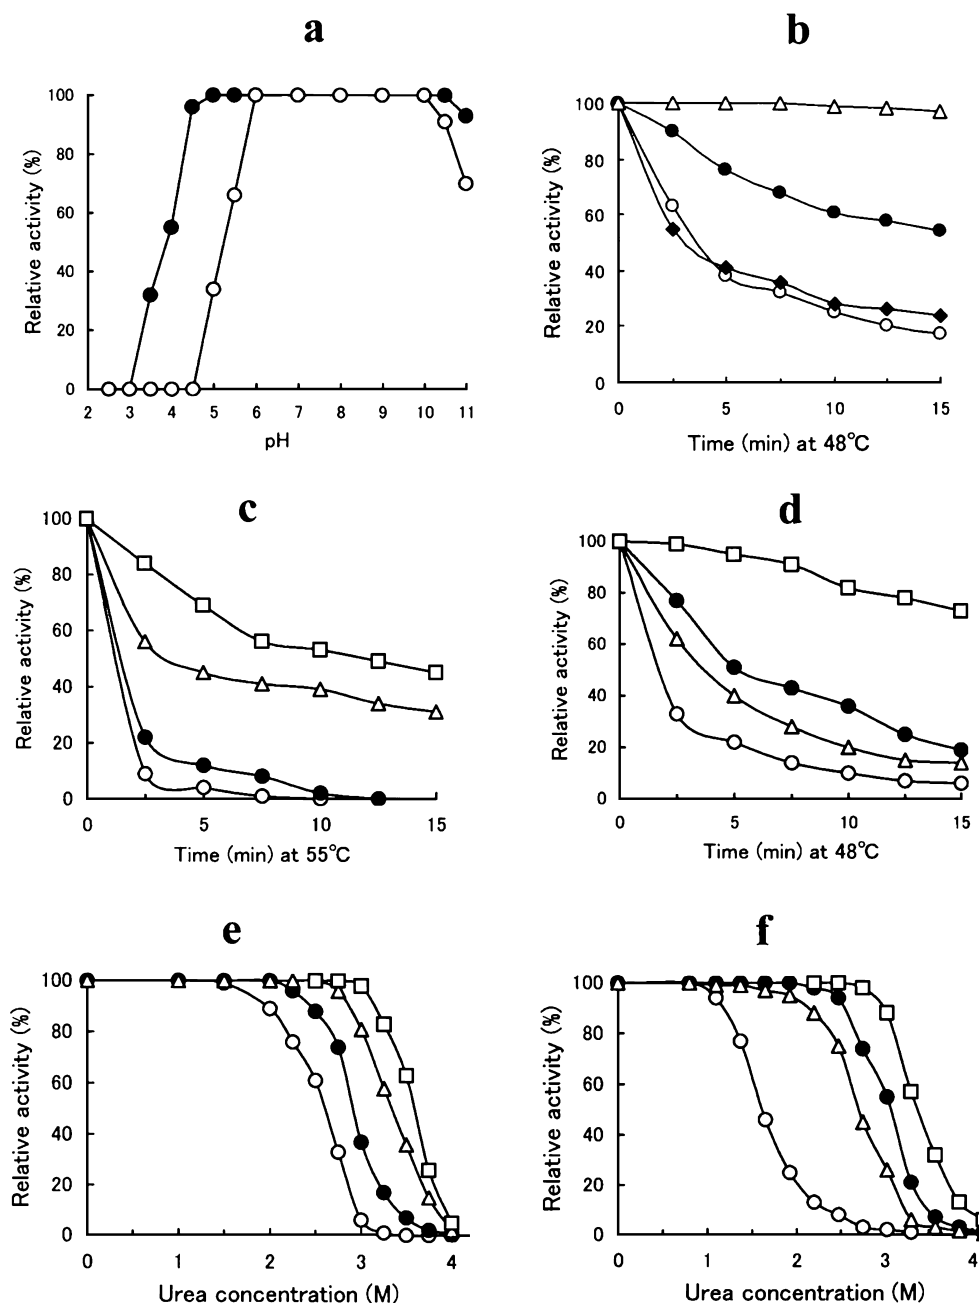 a
100
80
60
40
20
0
Relative activity (%)
2 3 4 5 6 7 8 9 10 11
pH
b
100
80
60
40
20
0
Relative activity (%)
0 5 10 15
Time (min) at 48°C
c
100
80
60
40
20
0
Relative activity (%)
0 5 10 15
Time (min) at 55°C
d
100
80
60
40
20
0
Relative activity (%)
0 5 10 15
Time (min) at 48°C
e
100
80
60
40
20
0
Relative activity (%)
0 1 2 3 4
Urea concentration (M)
f
100
80
60
40
20
0
Relative activity (%)
0 1 2 3 4
Urea concentration (M)